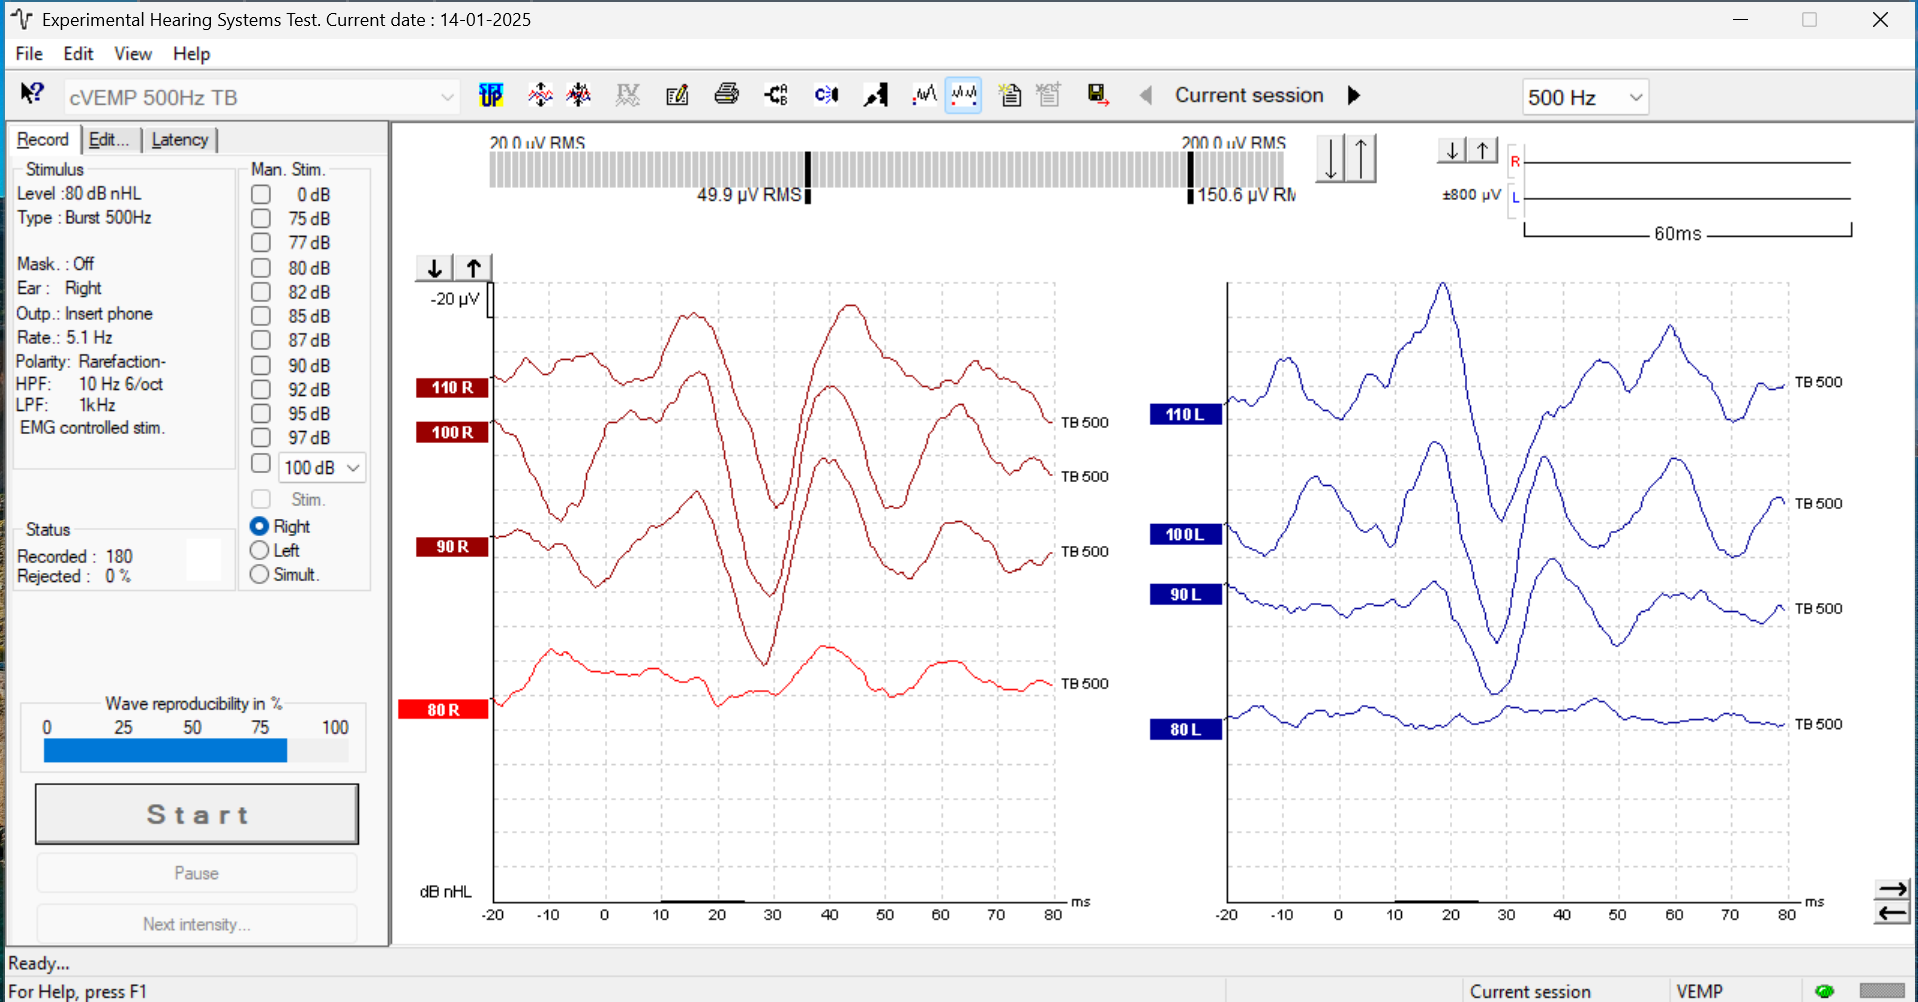 Experimental Hearing Systems Test. Current date : 14-01-2025
File Edit View Help
cVEMP 500Hz TB
SET UP
Current session
500 Hz
Record Edit... Latency
Stimulus
Level :80 dB nHL
Type : Burst 500Hz
Mask. : Off
Ear : Right
Outp.: Insert phone
Rate.: 5.1 Hz
Polarity: Rarefaction-
HPF: 10 Hz 6/oct
LPF: 1kHz
EMG controlled stim.
Man. Stim.
0 dB
75 dB
77 dB
80 dB
82 dB
85 dB
87 dB
90 dB
92 dB
95 dB
97 dB
100 dB
Stim.
Right
Left
Simult.
Status
Recorded : 180
Rejected : 0 %
Wave reproducibility in %
0 25 50 75 100
Start
Pause
Next intensity...
20.0 µV RMS 200.0 µV RMS
49.9 µV RMS 150.6 µV RM
R
±800 µV L
60ms
-20 µV
110 R
TB 500
100 R
TB 500
90 R
TB 500
80 R
TB 500
dB nHL
-20 -10 0 10 20 30 40 50 60 70 80 ms
110 L
TB 500
100 L
TB 500
90 L
TB 500
80 L
TB 500
-20 -10 0 10 20 30 40 50 60 70 80 ms
Ready...
For Help, press F1
Current session
VEMP